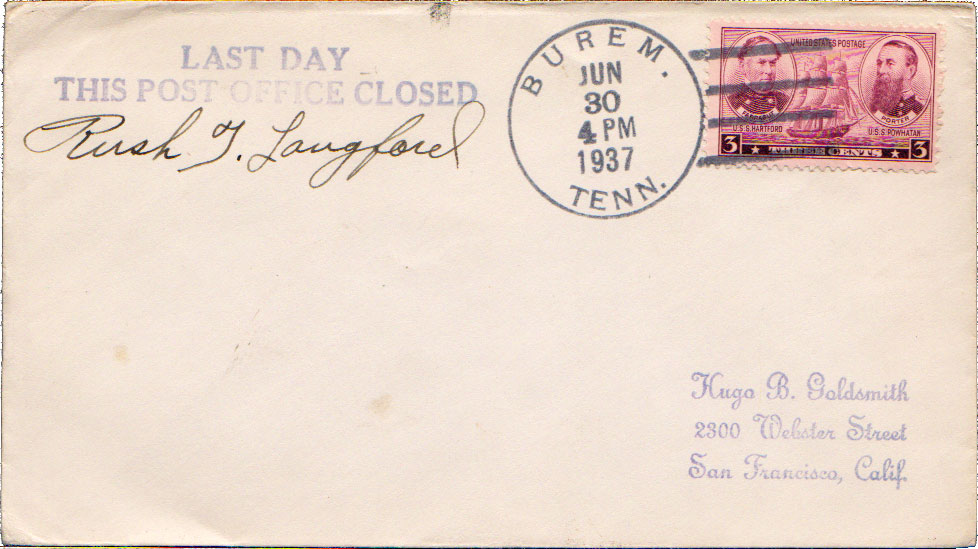 LAST DAY
THIS POST OFFICE CLOSED
Rush T. Langford
BUREM.
JUN
30
4 PM
1937
TENN.
UNITED STATES POSTAGE
FARRAGUT
PORTER
U.S.S. HARTFORD
U.S.S. POWHATAN
3 THREE CENTS 3
Hugo B. Goldsmith
2300 Webster Street
San Francisco, Calif.